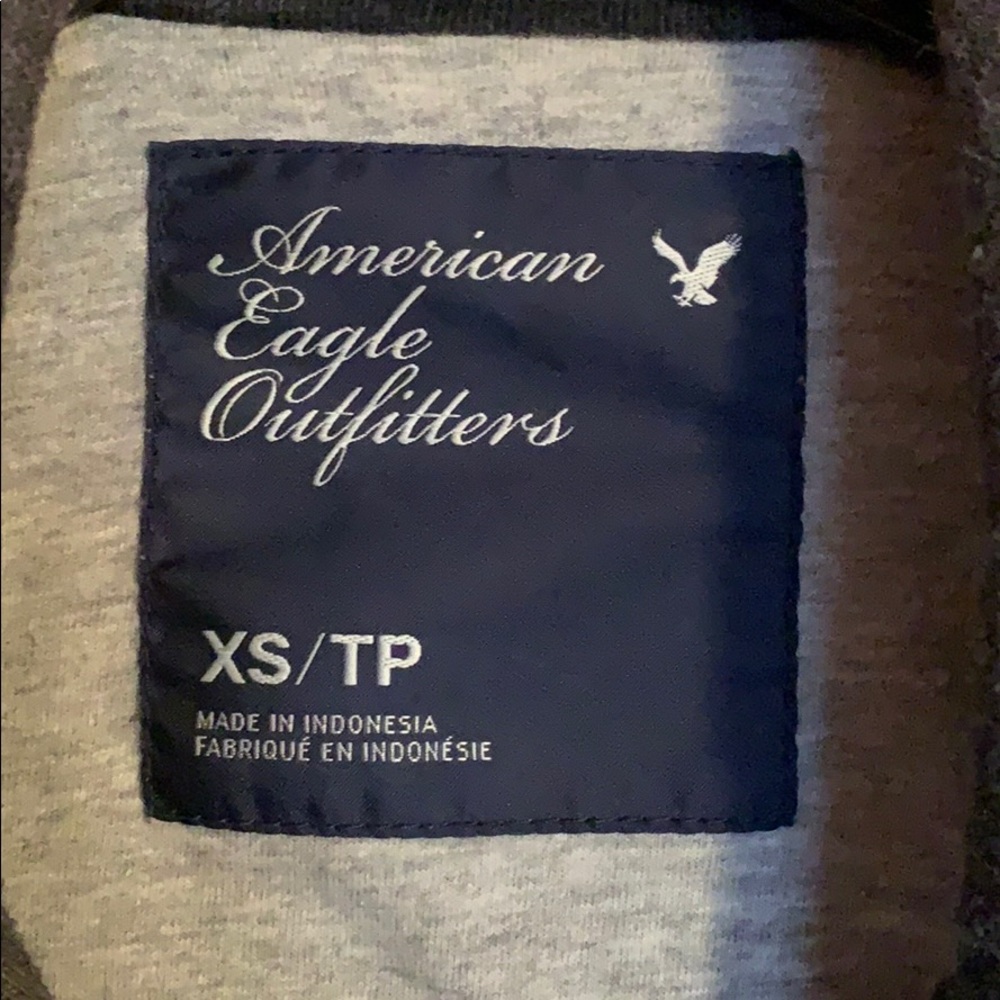 American
Eagle
Outfitters
XS/TP
MADE IN INDONESIA
FABRIQUÉ EN INDONÉSIE